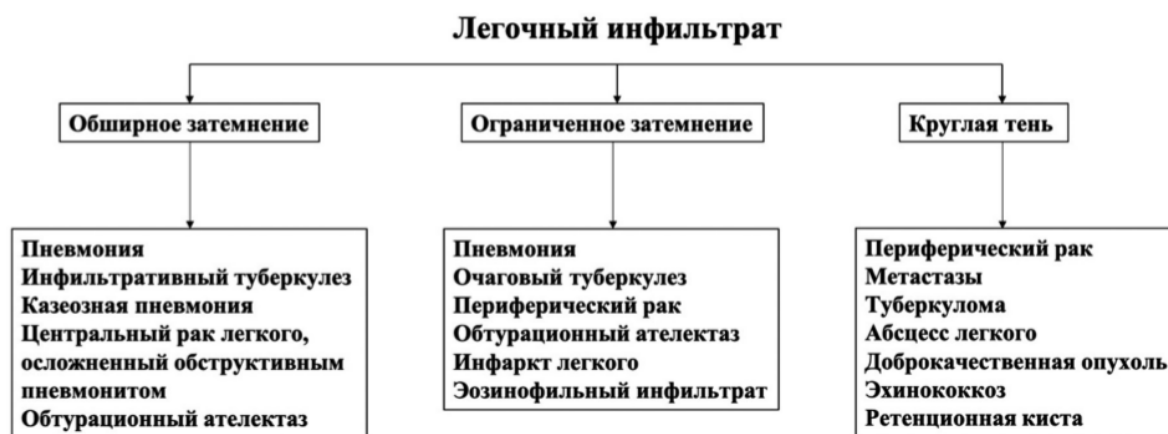 Легочный инфильтрат
Обширное затемнение
Ограниченное затемнение
Круглая тень
Пневмония
Инфильтративный туберкулез
Казеозная пневмония
Центральный рак легкого,
осложненный обструктивным
пневмонитом
Обтурационный ателектаз
Пневмония
Очаговый туберкулез
Периферический рак
Обтурационный ателектаз
Инфаркт легкого
Эозинофильный инфильтрат
Периферический рак
Метастазы
Туберкулома
Абсцесс легкого
Доброкачественная опухоль
Эхинококкоз
Ретенционная киста